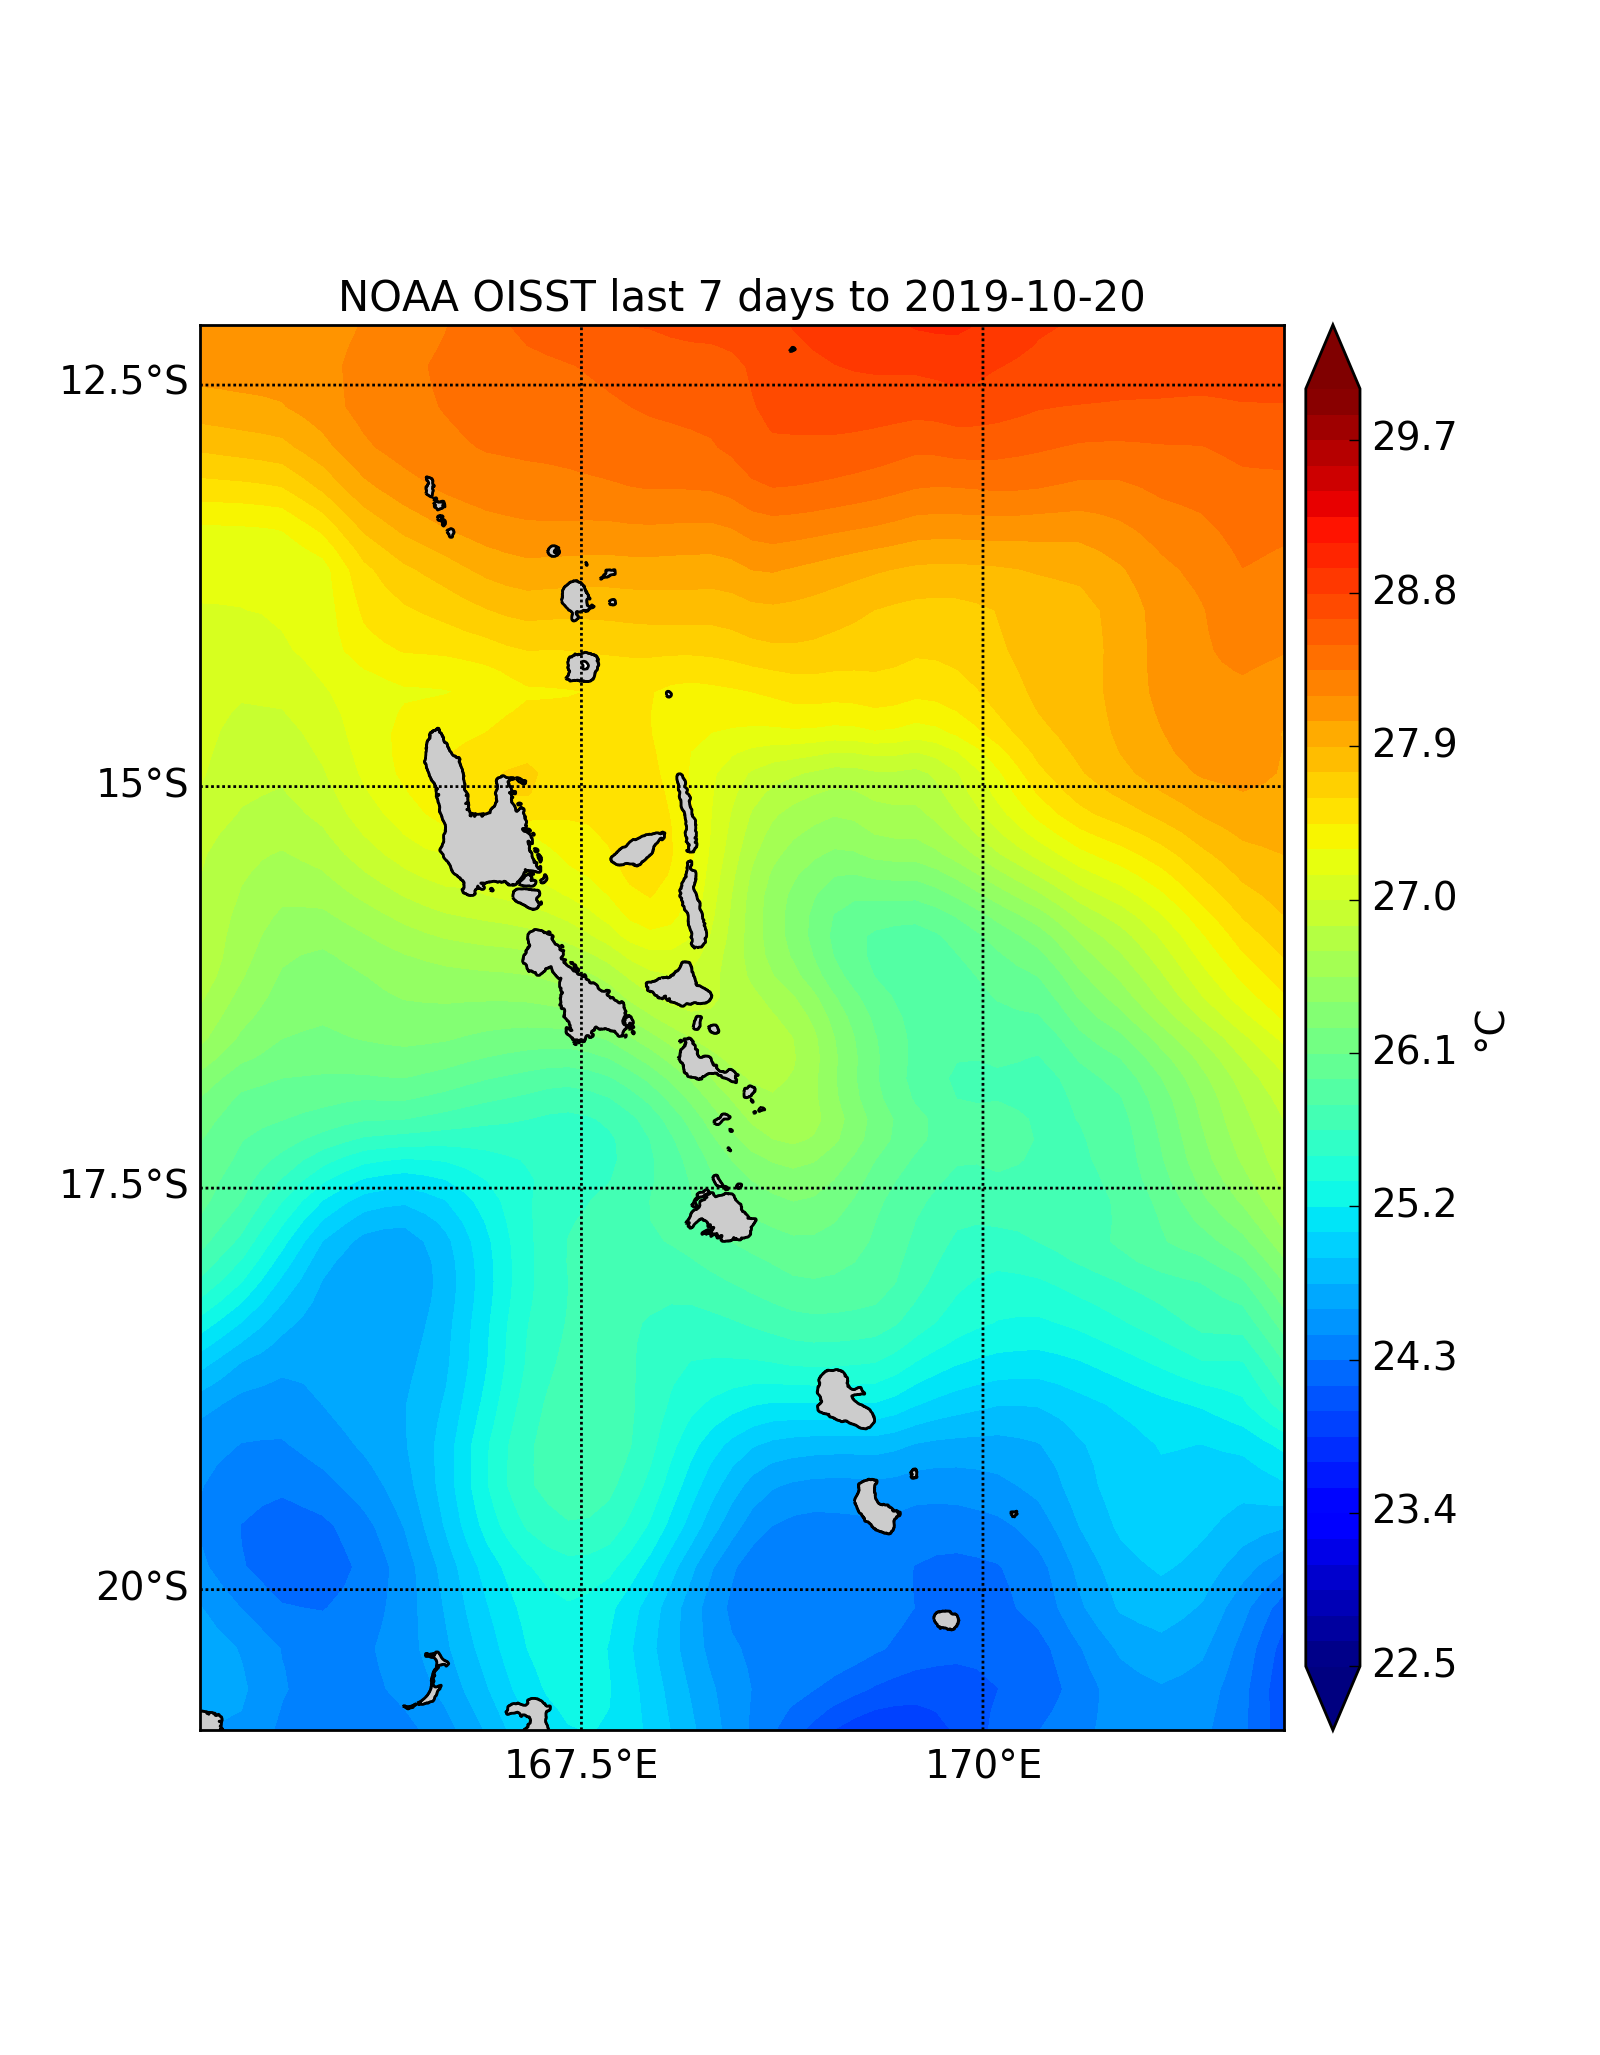 NOAA OISST last 7 days to 2019-10-20
12.5°S
15°S
17.5°S
20°S
167.5°E
170°E
29.7
28.8
27.9
27.0
26.1
25.2
24.3
23.4
22.5
°C